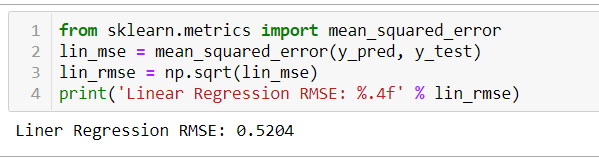 1 from sklearn.metrics import mean_squared_error
2 lin_mse = mean_squared_error(y_pred, y_test)
3 lin_rmse = np.sqrt(lin_mse)
4 print('Linear Regression RMSE: %.4f' % lin_rmse)
Liner Regression RMSE: 0.5204